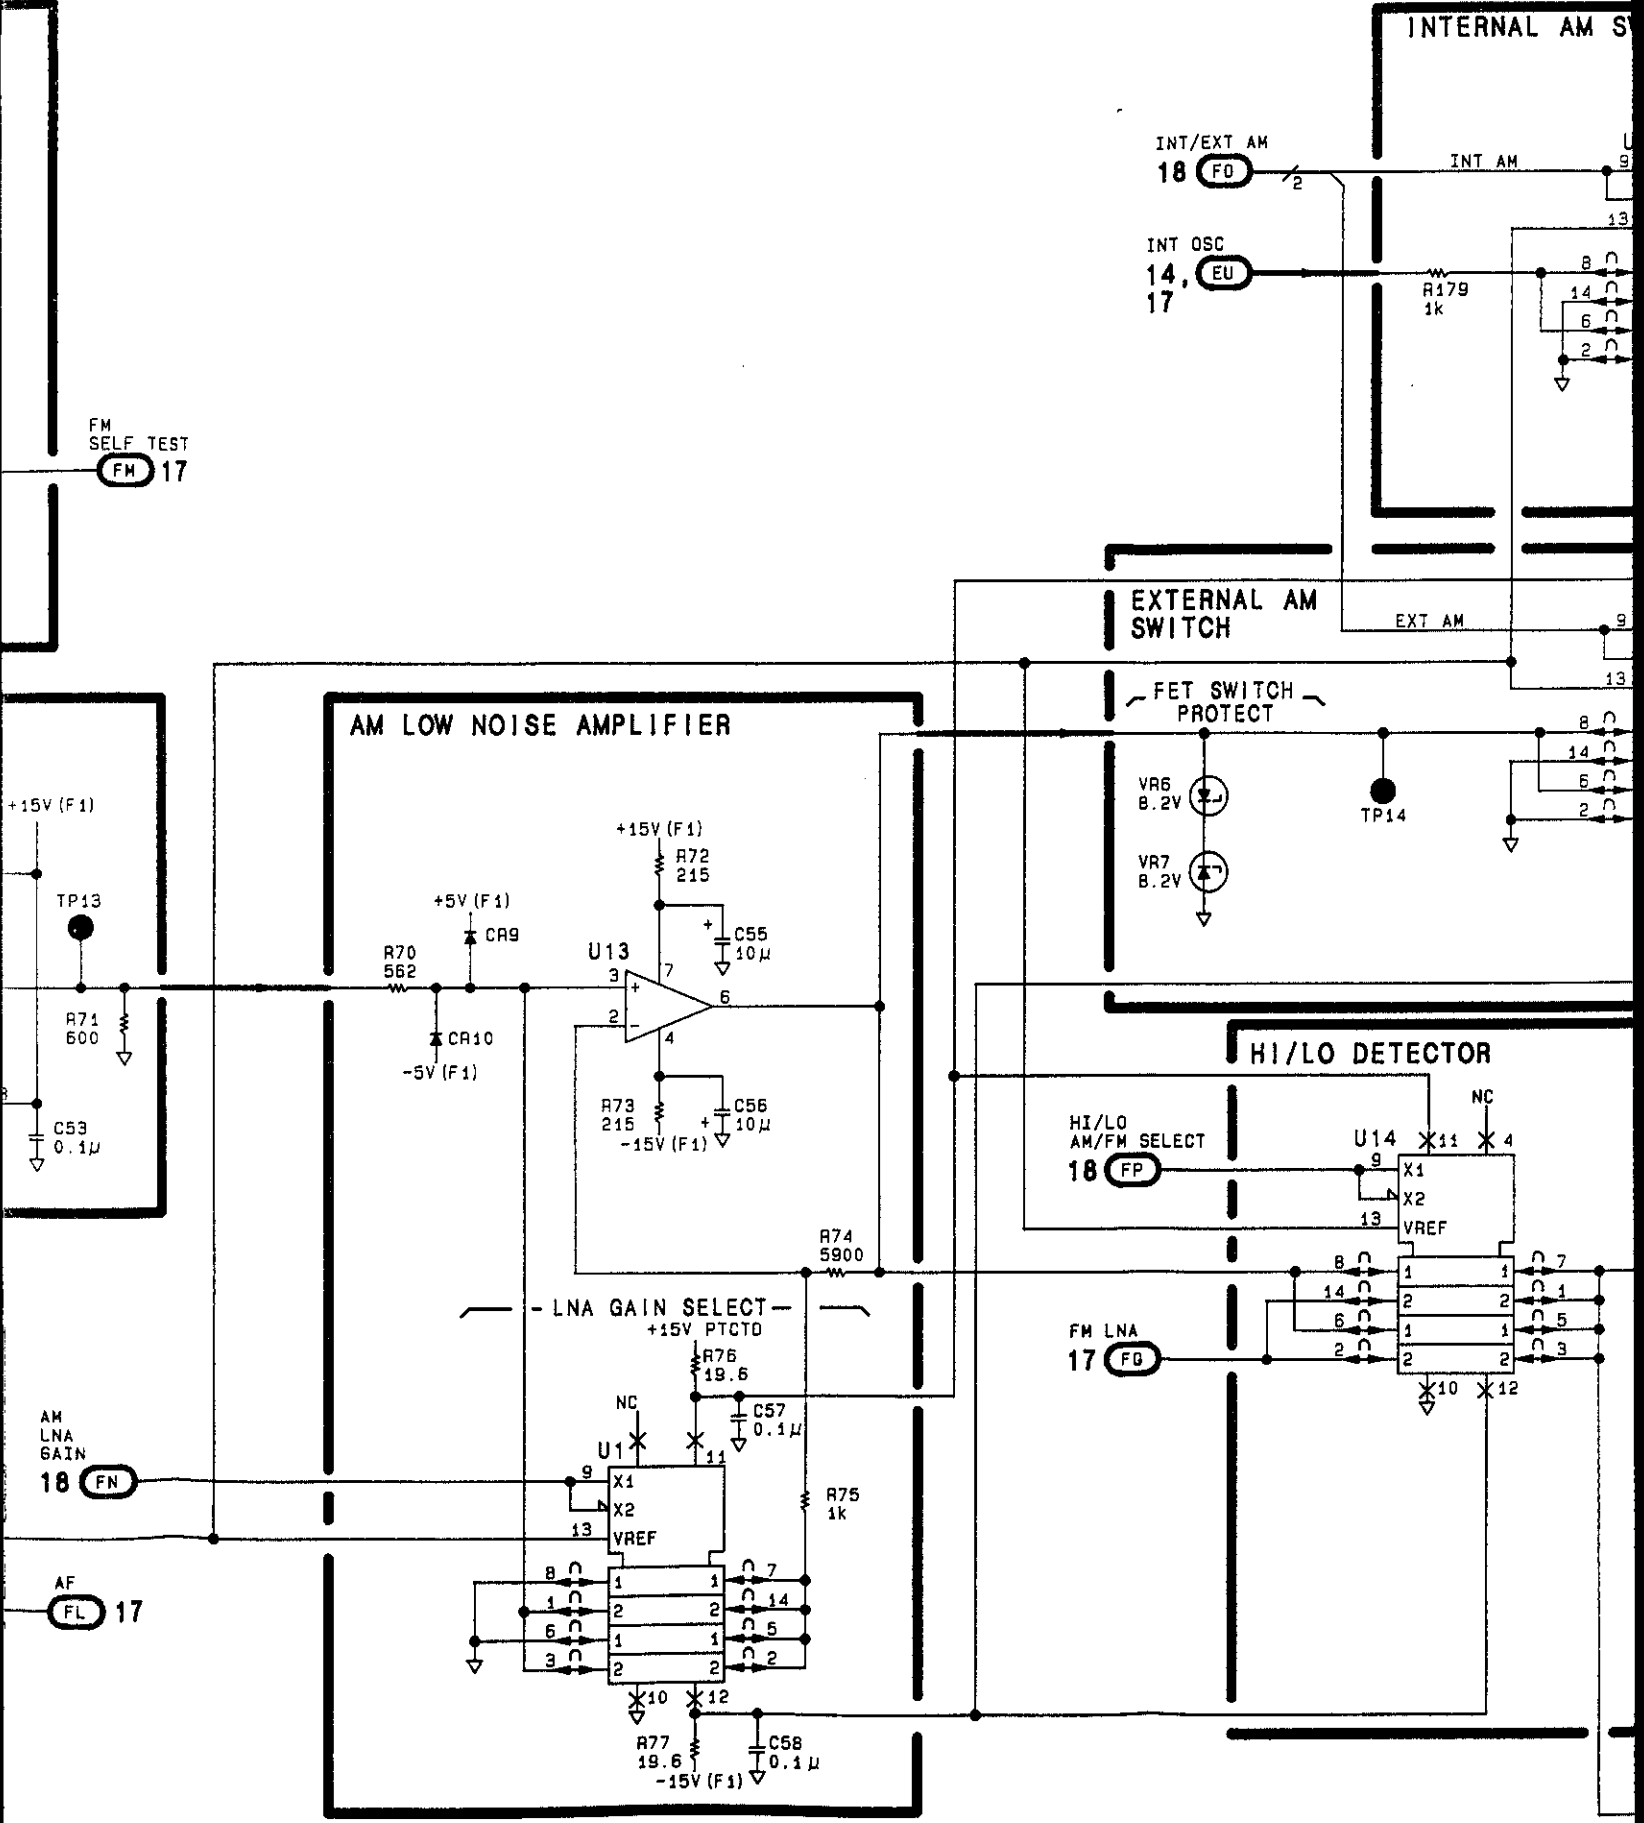 INTERNAL AM
INT/EXT AM
18 FO
2
INT AM
9
13
INT OSC
14, EU
17
R179
1k
8
14
6
2
FM
SELF TEST
FM 17
EXTERNAL AM
SWITCH
EXT AM
9
13
FET SWITCH
PROTECT
8
14
6
2
VR6
8.2V
VR7
8.2V
TP14
AM LOW NOISE AMPLIFIER
+15V(F1)
TP13
R71
600
C53
0.1µ
+15V(F1)
R72
215
+5V(F1)
CR9
R70
562
U13
+
C55
10µ
7
3
+
2
-
6
4
CR10
-5V(F1)
R73
215
-15V(F1)
+
C56
10µ
HI/LO DETECTOR
NC
HI/LO
AM/FM SELECT
18 FP
U14
11
4
9
X1
X2
13
VREF
8 1 1 7
14 2 2 1
6 1 1 5
2 2 2 3
10 12
FM LNA
17 FQ
R74
5900
LNA GAIN SELECT
+15V PTCTD
R76
19.6
NC
C57
0.1µ
U1
11
AM
LNA
GAIN
18 FN
9
X1
X2
13
VREF
R75
1k
8 1 1 7
1 2 2 14
6 1 1 5
3 2 2 2
10 12
AF
FL 17
R77
19.6
-15V(F1)
C58
0.1µ